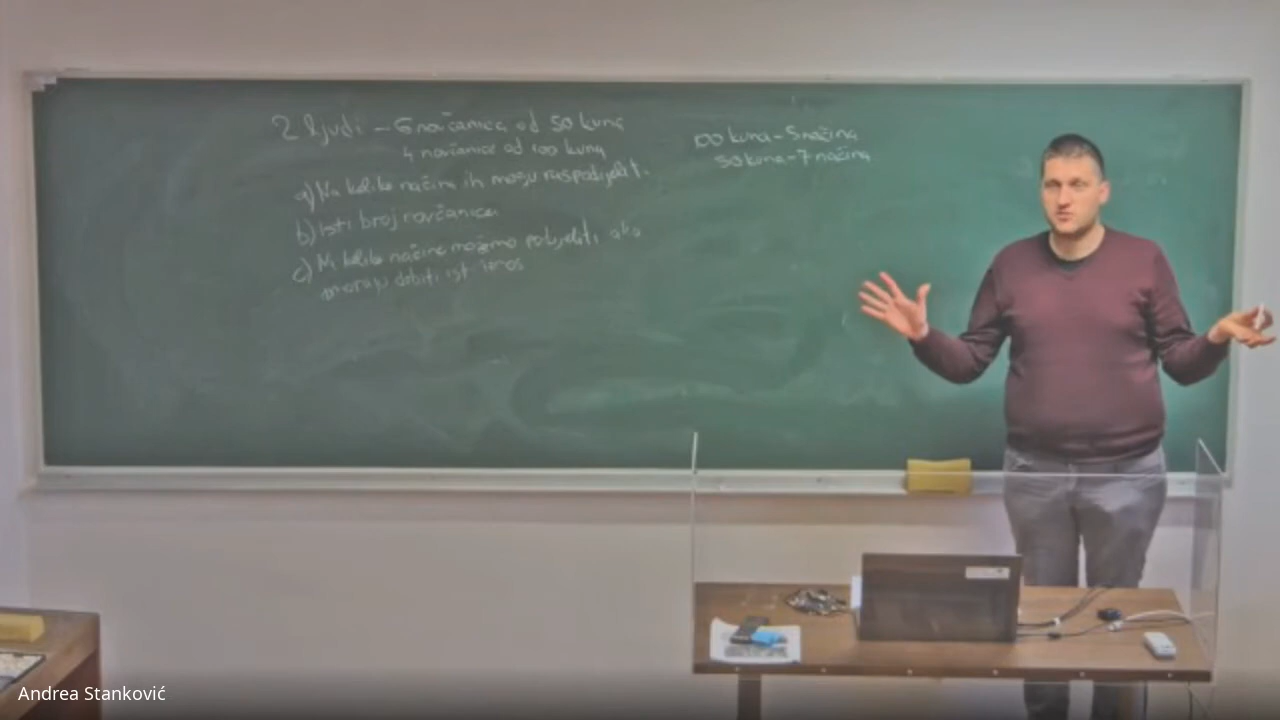 2 ljudi - 6 novčanica od 50 kuna
4 novčanice od 100 kuna
a) Na koliko načina ih mogu raspodijelit.
b) Isti broj novčanica
c) Na koliko načina možemo podijeliti ako
moraju dobiti isti iznos
100 kuna - 5 načina
50 kuna - 7 načina
Andrea Stanković